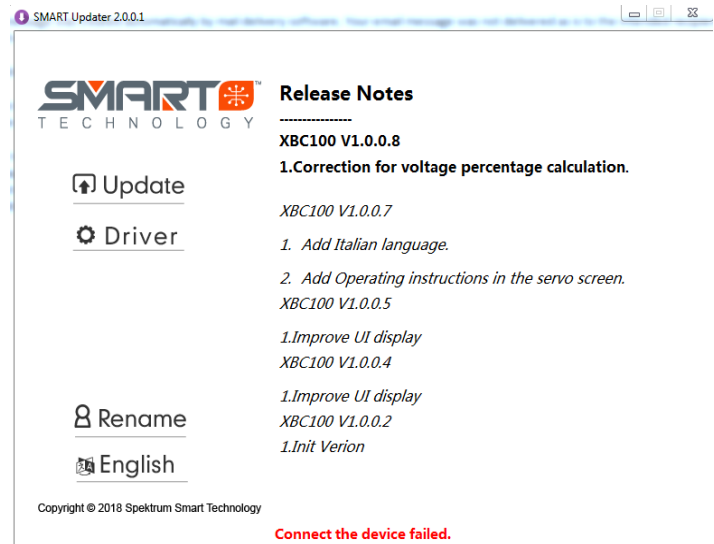 SMART Updater 2.0.0.1
SMART
TECHNOLOGY
Update
Driver
Rename
English
Copyright © 2018 Spektrum Smart Technology
Release Notes
----------------
XBC100 V1.0.0.8
1.Correction for voltage percentage calculation.
XBC100 V1.0.0.7
1. Add Italian language.
2. Add Operating instructions in the servo screen.
XBC100 V1.0.0.5
1.Improve UI display
XBC100 V1.0.0.4
1.Improve UI display
XBC100 V1.0.0.2
1.Init Verion
Connect the device failed.